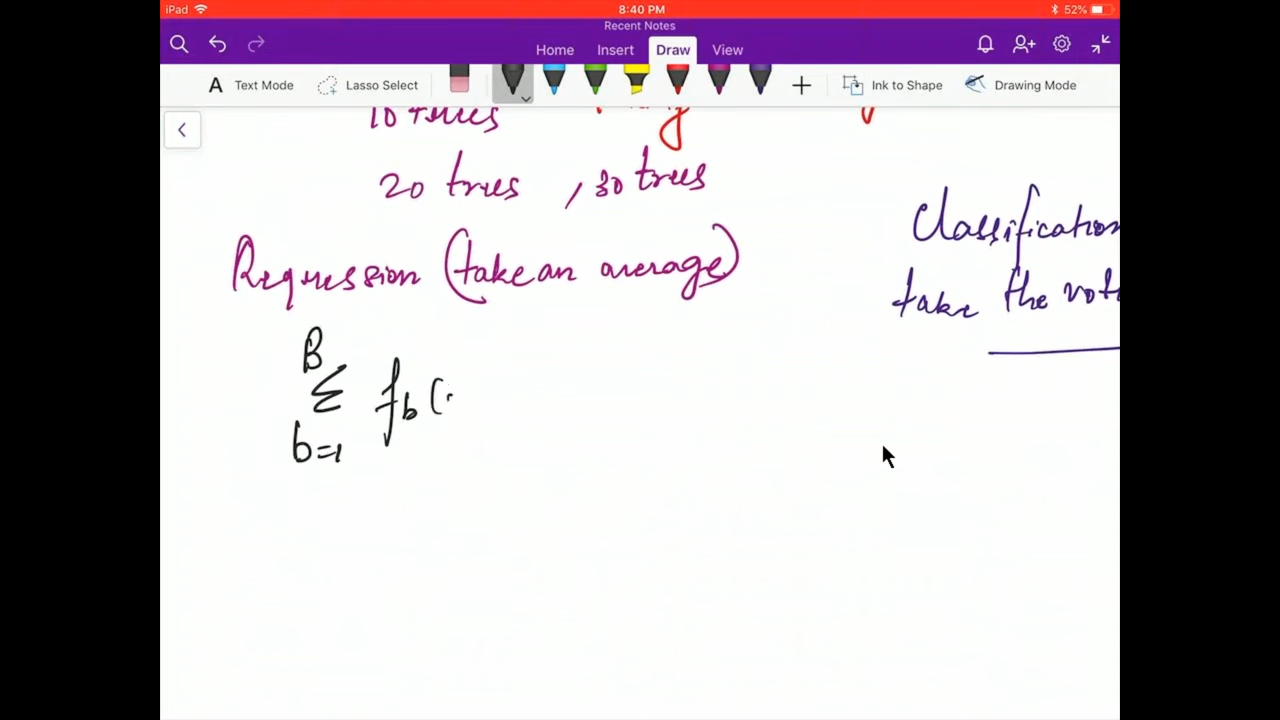 iPad 8:40 PM 52%
Recent Notes
Home Insert Draw View
Text Mode Lasso Select Ink to Shape Drawing Mode
10 trees
20 trees , 30 trees
Regression (take an average)
Classification
take the vot
B
Σ f_b (
b=1